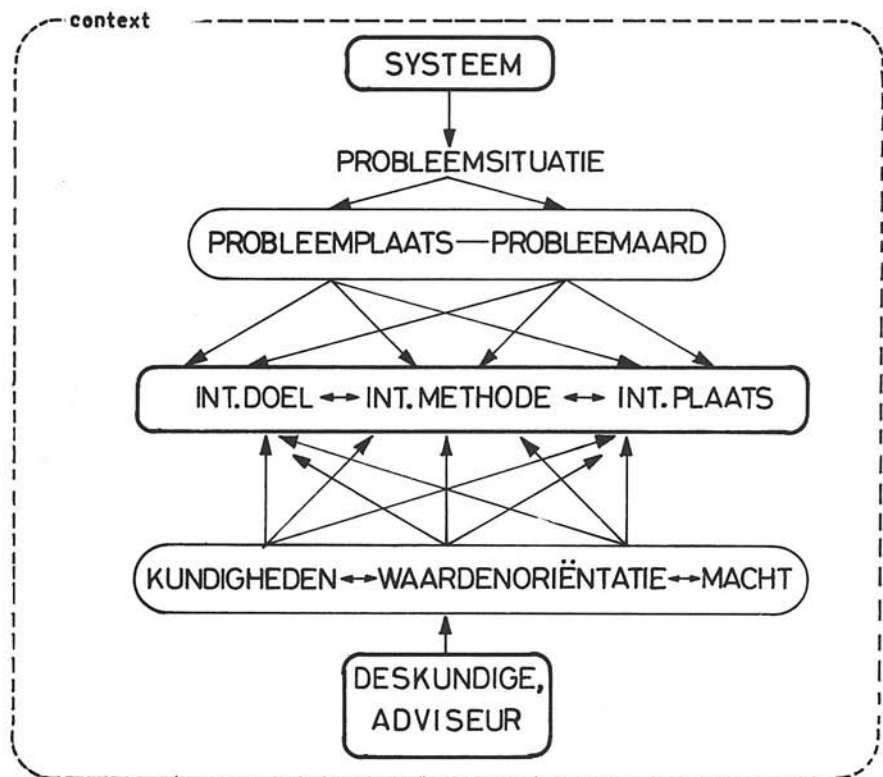 context
SYSTEEM
PROBLEEMSITUATIE
PROBLEEMPLAATS—PROBLEEMAARD
INT.DOEL ↔ INT.METHODE ↔ INT.PLAATS
KUNDIGHEDEN↔WAARDENORIËNTATIE↔MACHT
DESKUNDIGE,
ADVISEUR